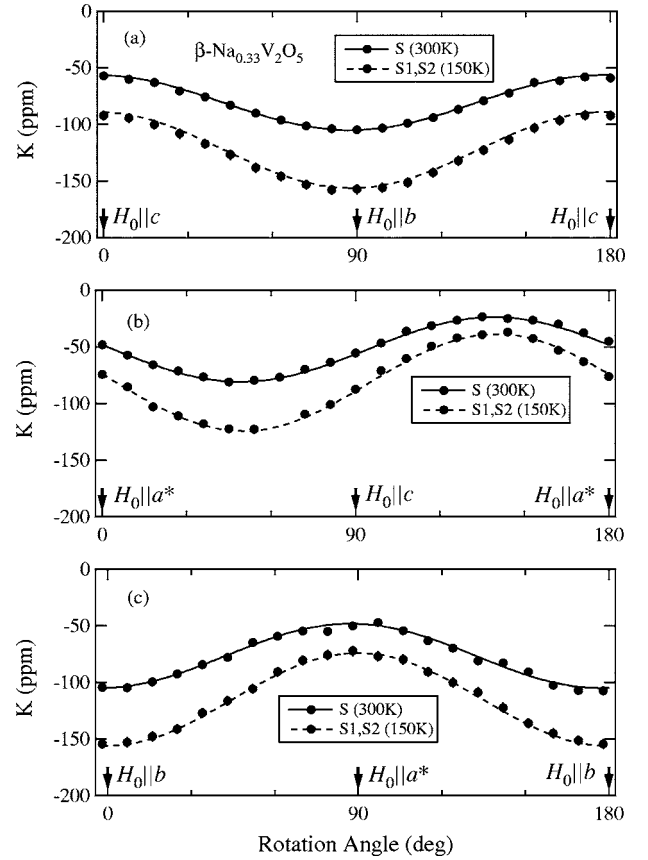 (a)
β-Na0.33V2O5
S (300K)
S1,S2 (150K)
K (ppm)
0
-50
-100
-150
-200
H0||c
H0||b
H0||c
0
90
180
(b)
S (300K)
S1,S2 (150K)
K (ppm)
0
-50
-100
-150
-200
H0||a*
H0||c
H0||a*
0
90
180
(c)
S (300K)
S1,S2 (150K)
K (ppm)
0
-50
-100
-150
-200
H0||b
H0||a*
H0||b
0
90
180
Rotation Angle (deg)